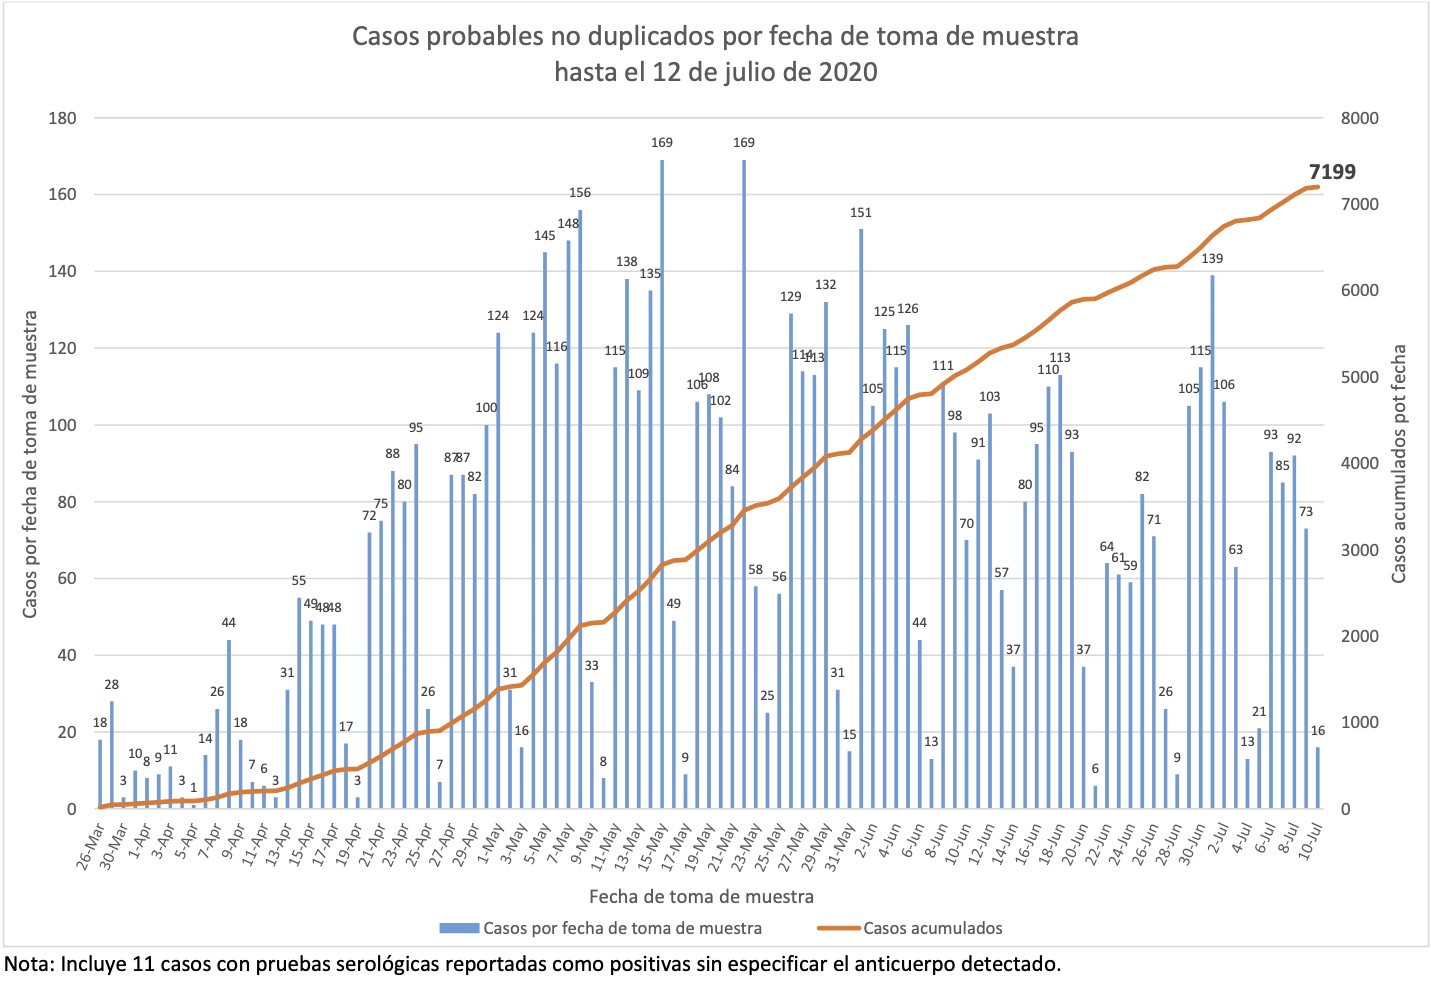 Casos probables no duplicados por fecha de toma de muestra
hasta el 12 de julio de 2020
180
160
140
120
100
80
60
40
20
0
Casos por fecha de toma de muestra
8000
7000
6000
5000
4000
3000
2000
1000
0
Casos acumulados pot fecha
7199
18
28
3
10
8
9
11
3
1
14
26
44
18
7
6
3
31
55
49
48
48
17
3
72
75
88
80
95
26
7
87
87
82
100
124
31
16
124
145
116
148
156
33
8
115
138
109
135
169
49
9
106
108
102
84
169
58
25
56
129
114
113
132
31
15
151
105
125
115
126
44
13
111
98
70
91
103
57
37
80
95
110
113
93
37
6
64
61
59
82
71
26
9
105
115
139
106
63
13
21
93
85
92
73
16
26-Mar
30-Mar
1-Apr
3-Apr
5-Apr
7-Apr
9-Apr
11-Apr
13-Apr
15-Apr
17-Apr
19-Apr
21-Apr
23-Apr
25-Apr
27-Apr
29-Apr
1-May
3-May
5-May
7-May
9-May
11-May
13-May
15-May
17-May
19-May
21-May
23-May
25-May
27-May
29-May
31-May
2-Jun
4-Jun
6-Jun
8-Jun
10-Jun
12-Jun
14-Jun
16-Jun
18-Jun
20-Jun
22-Jun
24-Jun
26-Jun
28-Jun
30-Jun
2-Jul
4-Jul
6-Jul
8-Jul
10-Jul
Fecha de toma de muestra
Casos por fecha de toma de muestra
Casos acumulados
Nota: Incluye 11 casos con pruebas serológicas reportadas como positivas sin especificar el anticuerpo detectado.